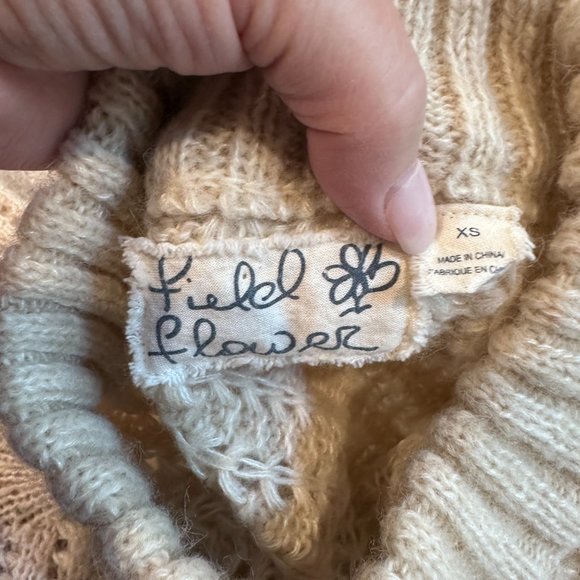 field
flower
XS
MADE IN CHINA/
FABRIQUE EN